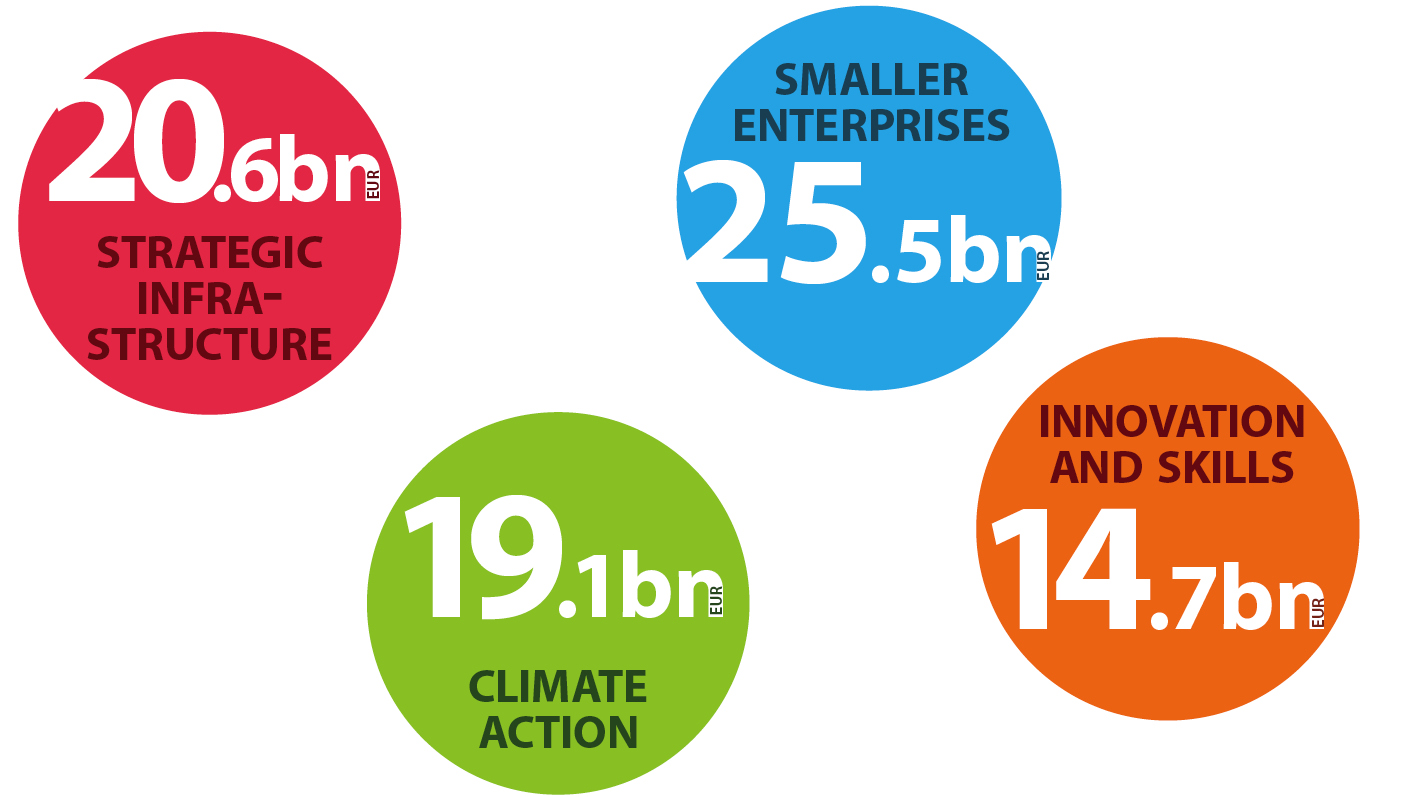 20.6bn EUR
STRATEGIC
INFRA-
STRUCTURE
SMALLER
ENTERPRISES
25.5bn EUR
19.1bn EUR
CLIMATE
ACTION
INNOVATION
AND SKILLS
14.7bn EUR